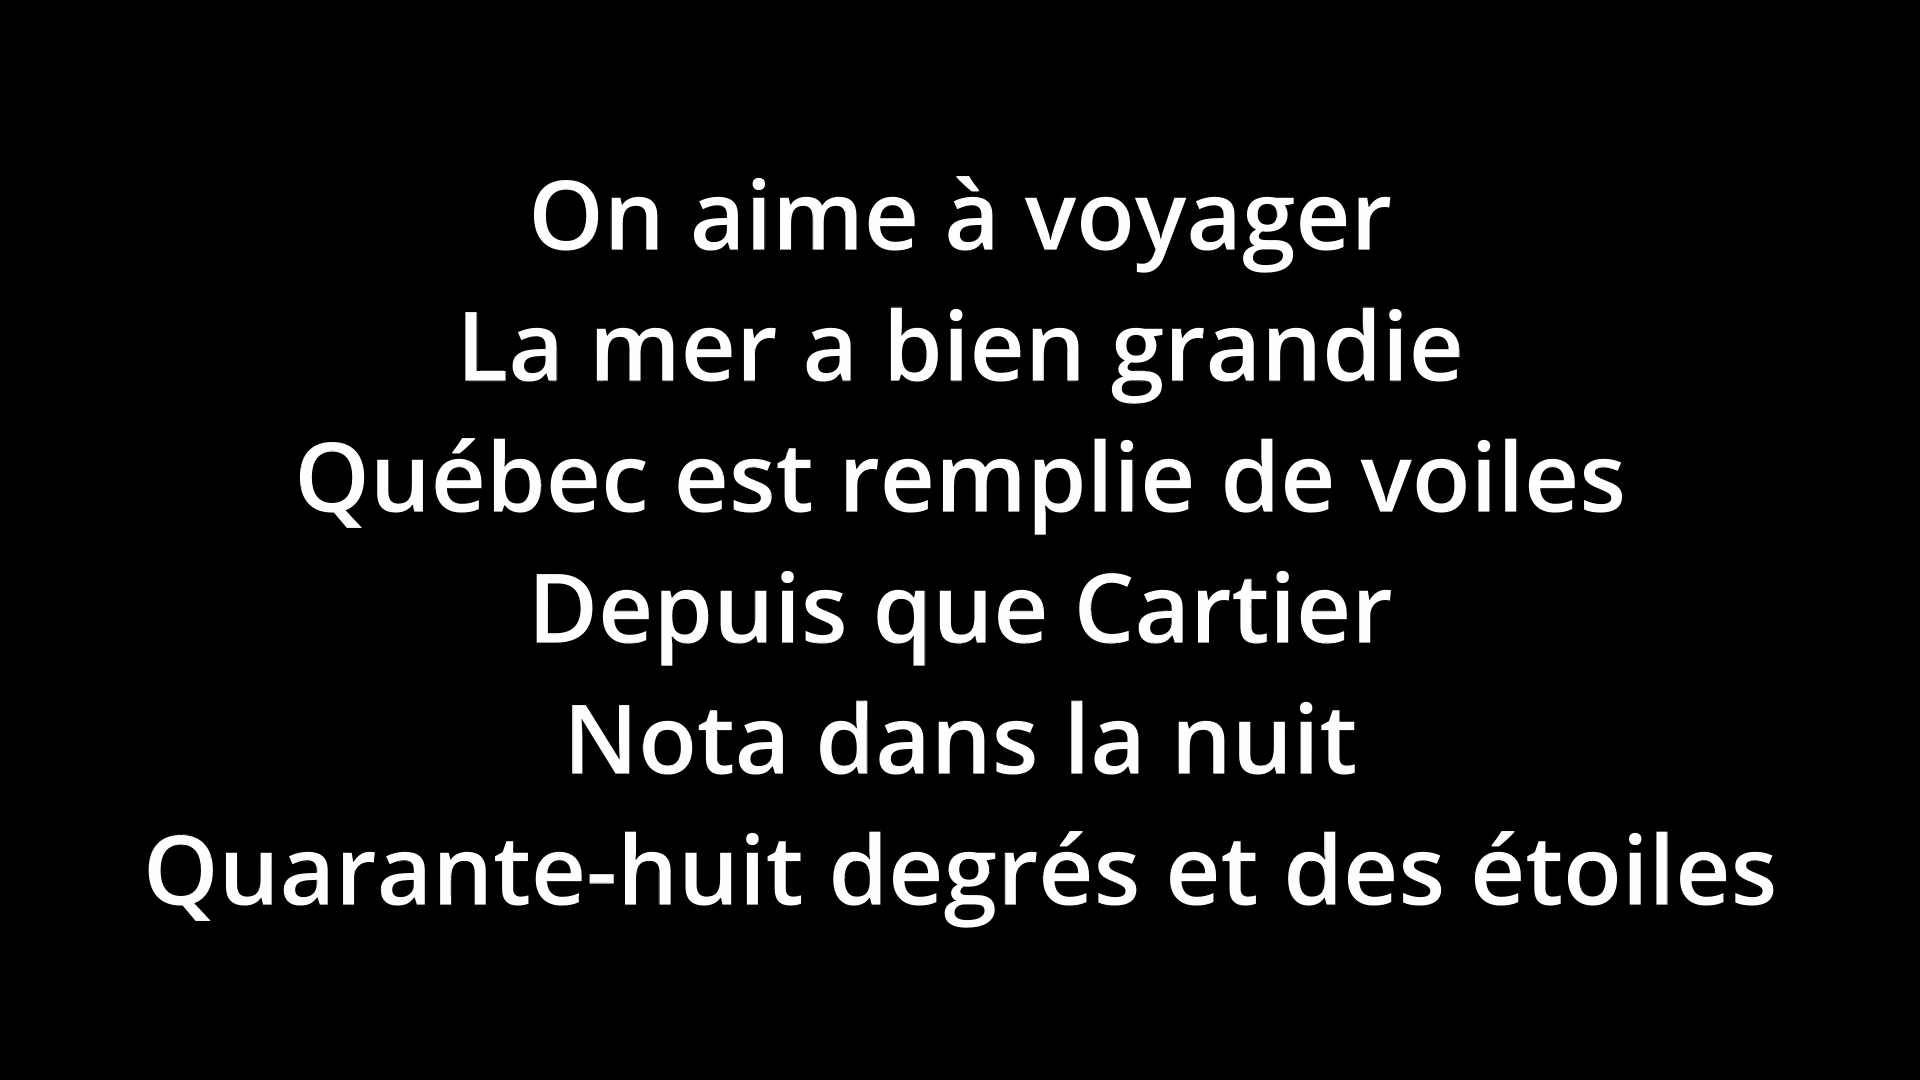 On aime à voyager
La mer a bien grandie
Québec est remplie de voiles
Depuis que Cartier
Nota dans la nuit
Quarante-huit degrés et des étoiles